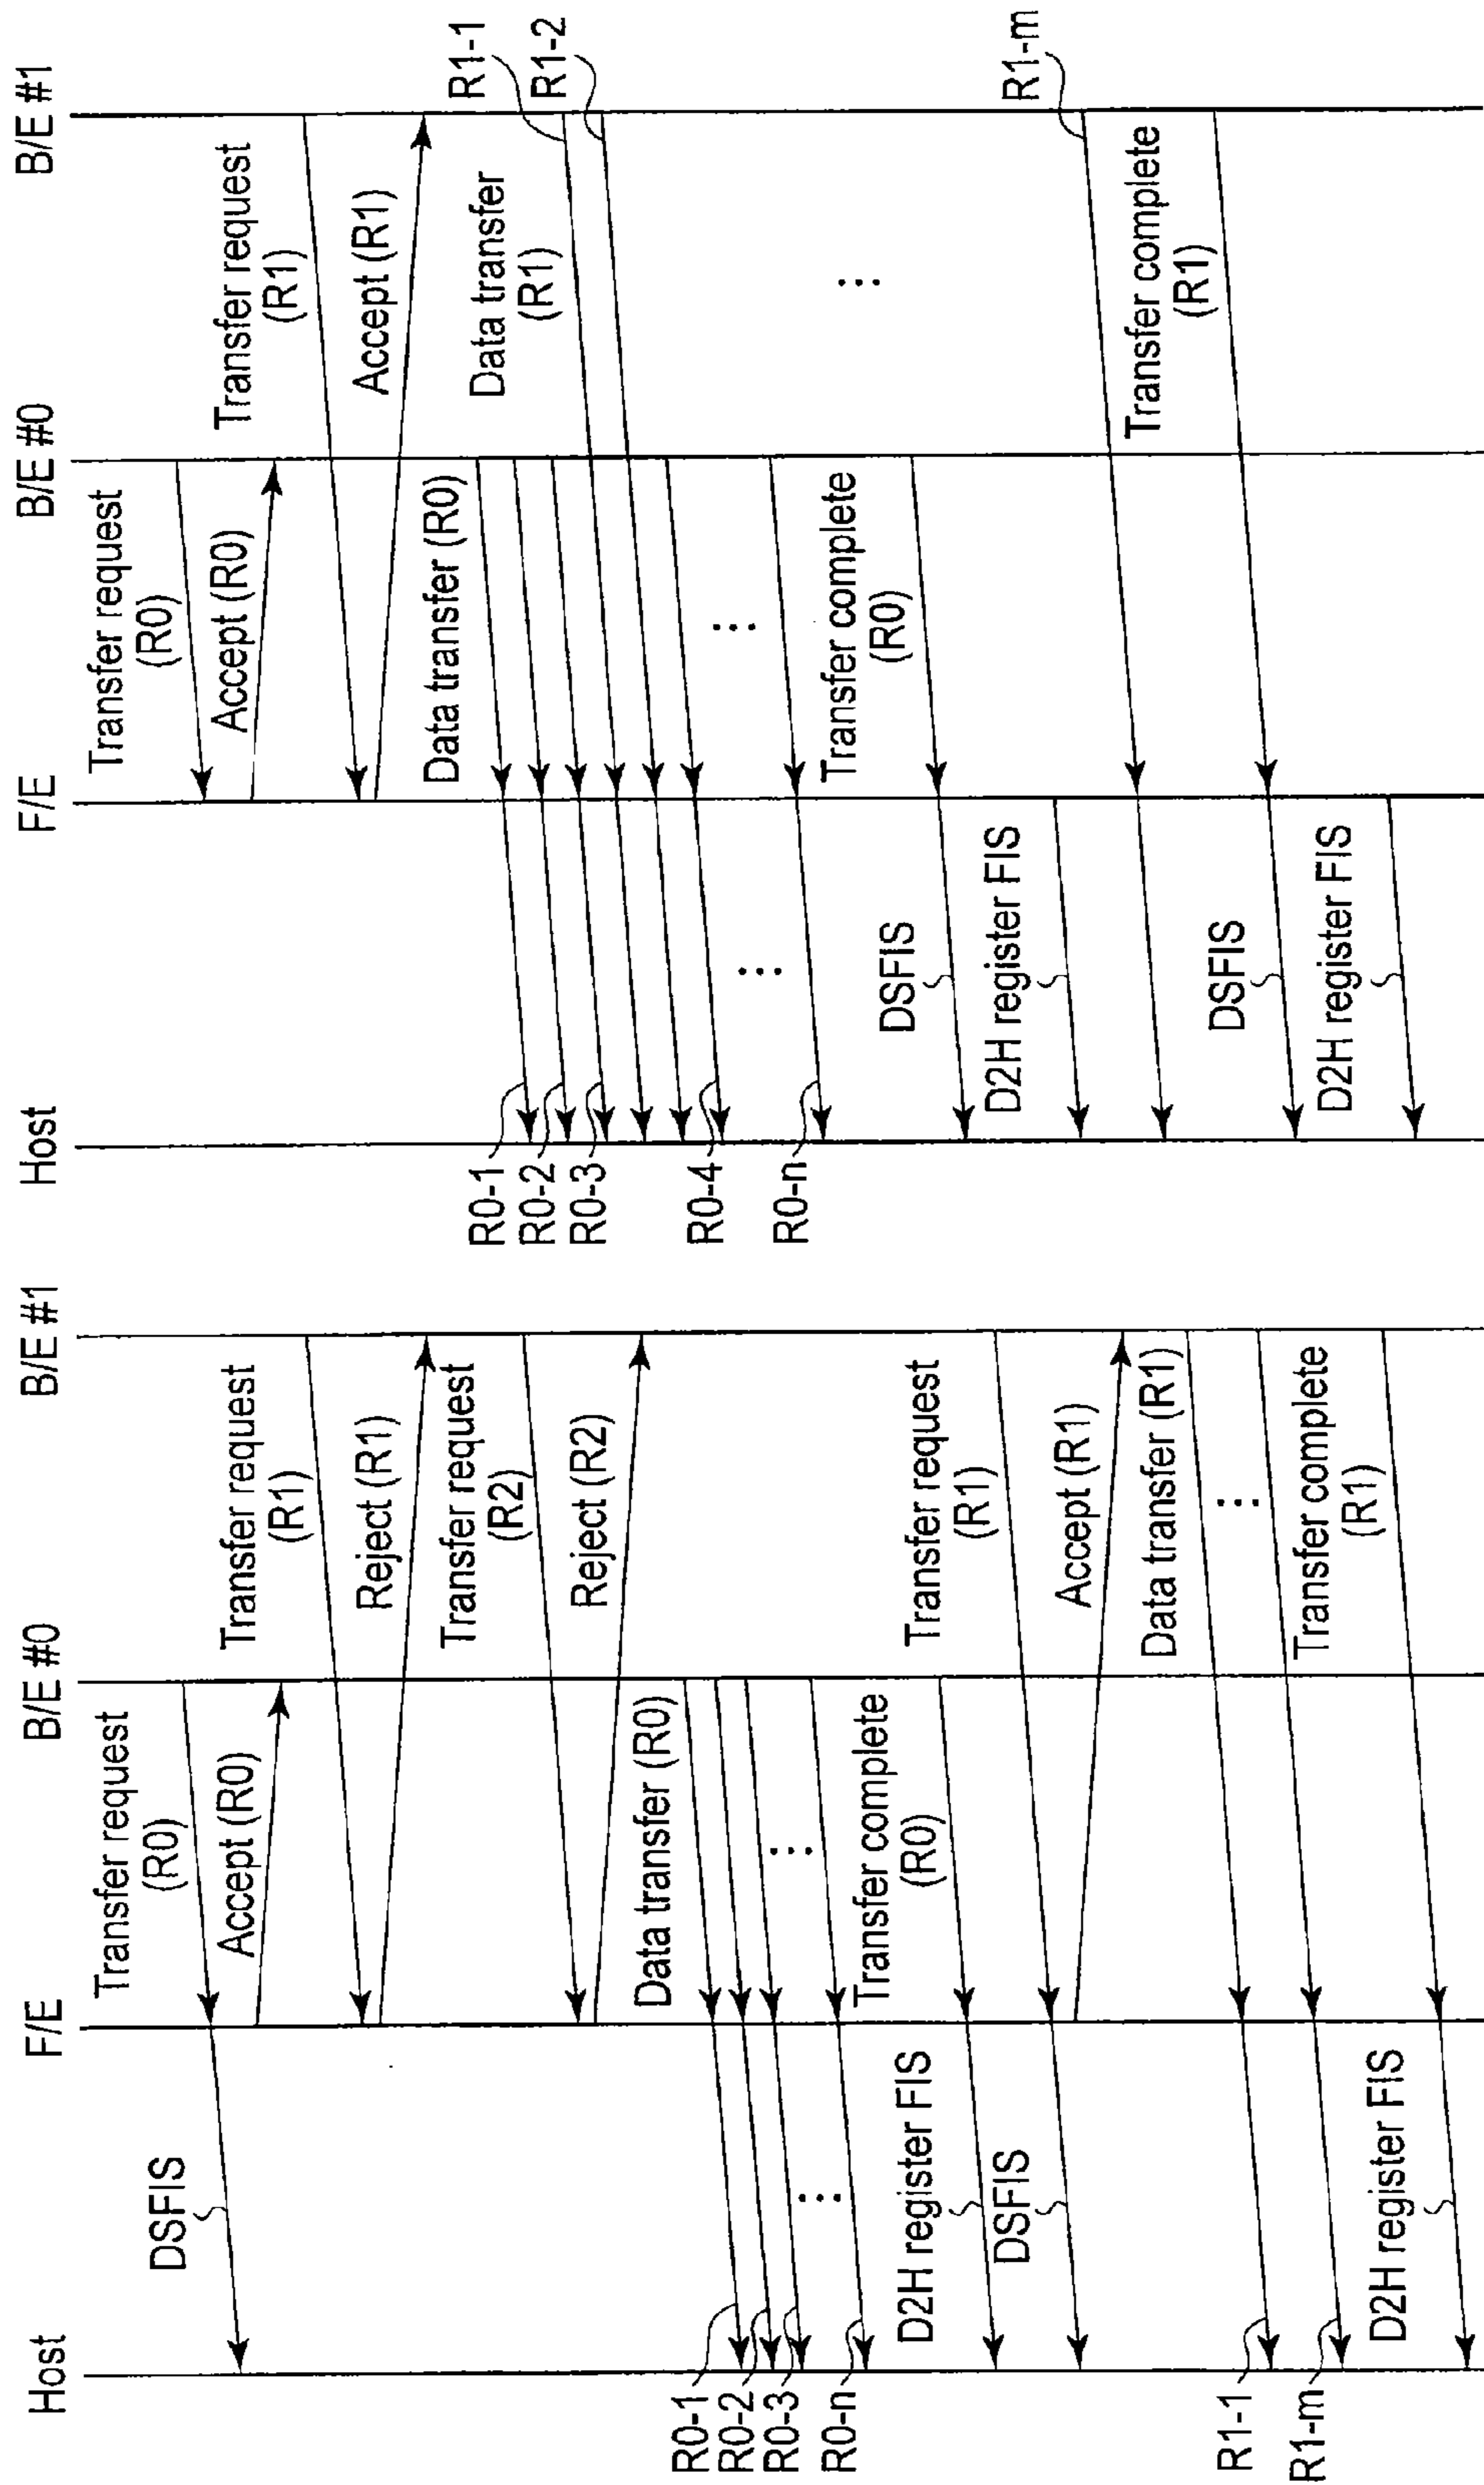 Host
F/E
B/E #0
B/E #1
Transfer request
(R0)
DSFIS
Accept (R0)
Transfer request
(R1)
Reject (R1)
Transfer request
(R2)
Reject (R2)
Data transfer (R0)
R0-1
R0-2
R0-3
R0-n
...
...
Transfer complete
(R0)
D2H register FIS
Transfer request
(R1)
DSFIS
Accept (R1)
Data transfer (R1)
R1-1
...
R1-m
Transfer complete
(R1)
D2H register FIS
Host
F/E
B/E #0
B/E #1
Transfer request
(R0)
Accept (R0)
Transfer request
(R1)
Accept (R1)
Data transfer (R0)
Data transfer
(R1)
R1-1
R1-2
R0-1
R0-2
R0-3
R0-4
R0-n
...
...
...
Transfer complete
(R0)
DSFIS
D2H register FIS
R1-m
Transfer complete
(R1)
DSFIS
D2H register FIS